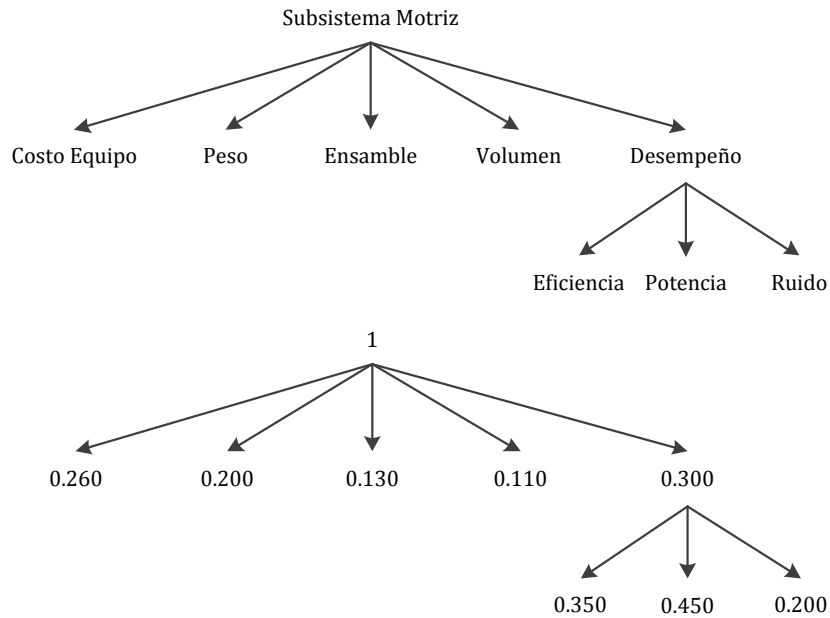 Subsistema Motriz
Costo Equipo Peso Ensamble Volumen Desempeño
Eficiencia Potencia Ruido
1
0.260 0.200 0.130 0.110 0.300
0.350 0.450 0.200